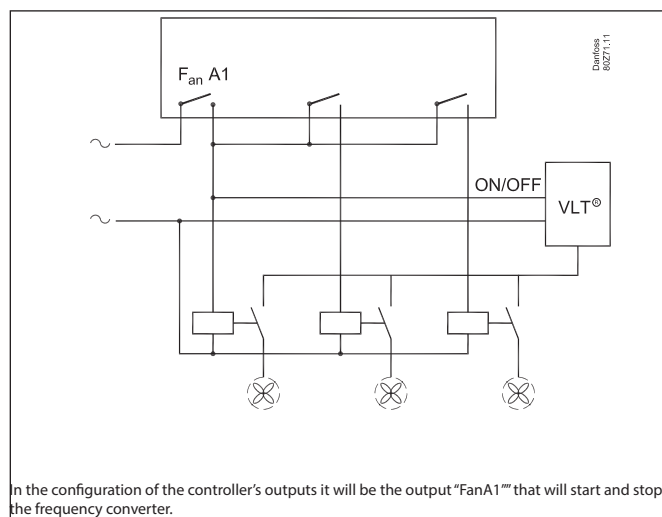 Danfoss
80Z71.11
Fan A1
ON/OFF
VLT®
In the configuration of the controller's outputs it will be the output “FanA1”" that will start and stop
the frequency converter.